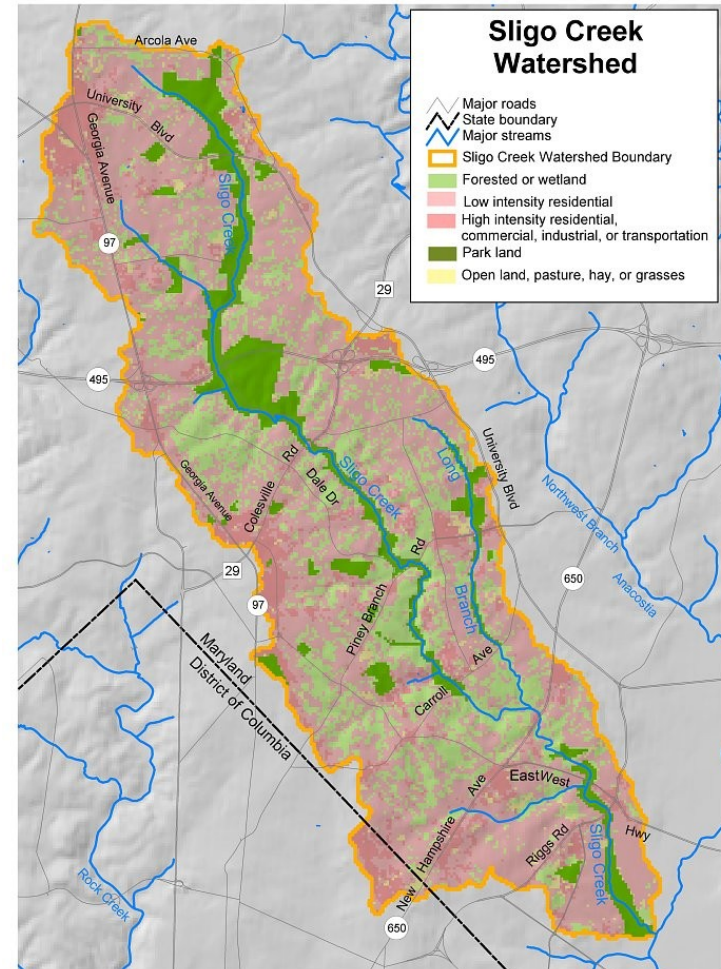 Sligo Creek
Watershed
Major roads
State boundary
Major streams
Sligo Creek Watershed Boundary
Forested or wetland
Low intensity residential
High intensity residential,
commercial, industrial, or transportation
Park land
Open land, pasture, hay, or grasses
Arcola Ave
University
Blvd
Georgia Avenue
Sligo Creek
97
29
495
495
Georgia Avenue
Colesville
Rd
Dale Dr
Sligo Creek
Long
Branch
University Blvd
Northwest Branch
Anacostia
650
29
97
Piney Branch
Rd
Maryland
District of Columbia
Carroll
Ave
East West
Hwy
New Hampshire
Ave
Riggs Rd
Sligo Creek
Rock Creek
650